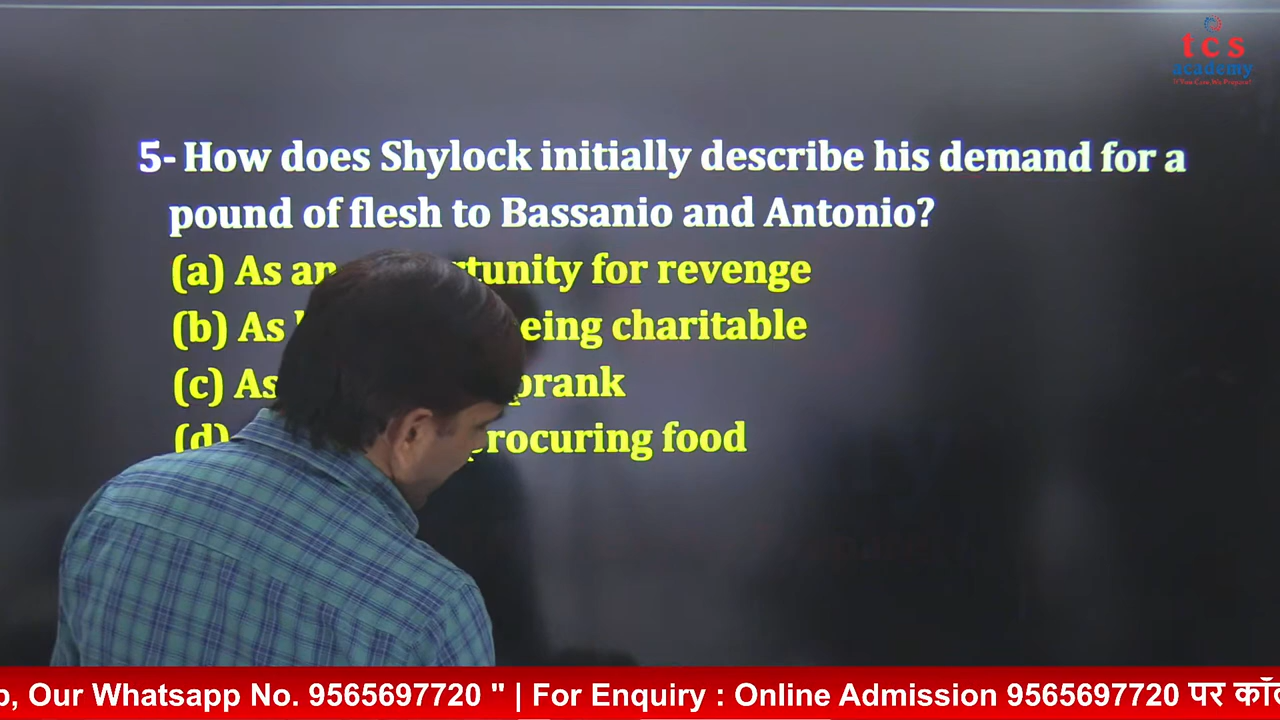 tcs
academy
5- How does Shylock initially describe his demand for a
pound of flesh to Bassanio and Antonio?
(a) As an rtunity for revenge
(b) As eing charitable
(c) As prank
(d) procuring food
Our Whatsapp No. 9565697720 " | For Enquiry : Online Admission 9565697720 पर